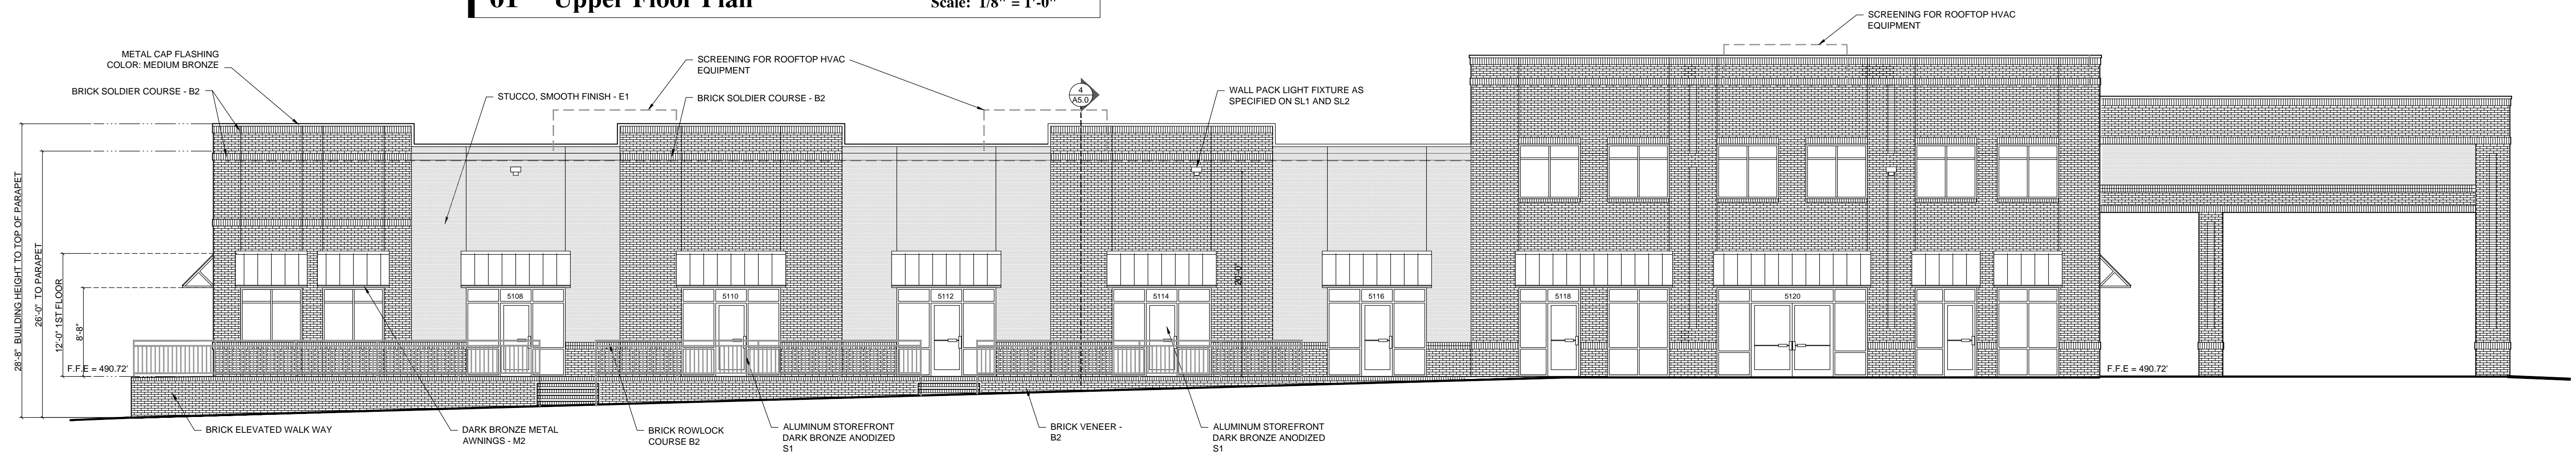 01 Upper Floor Plan Scale: 1/8" = 1'-0"
SCREENING FOR ROOFTOP HVAC
EQUIPMENT
METAL CAP FLASHING
COLOR: MEDIUM BRONZE
SCREENING FOR ROOFTOP HVAC
EQUIPMENT
BRICK SOLDIER COURSE - B2
STUCCO, SMOOTH FINISH - E1
BRICK SOLDIER COURSE - B2
4
A5.0
WALL PACK LIGHT FIXTURE AS
SPECIFIED ON SL1 AND SL2
28'-8" BUILDING HEIGHT TO TOP OF PARAPET
26'-0" TO PARAPET
12'-0" 1ST FLOOR
8'-8"
20'-0"
5108
5110
5112
5114
5116
5118
5120
F.F.E = 490.72'
F.F.E = 490.72'
BRICK ELEVATED WALK WAY
DARK BRONZE METAL
AWNINGS - M2
BRICK ROWLOCK
COURSE B2
ALUMINUM STOREFRONT
DARK BRONZE ANODIZED
S1
BRICK VENEER -
B2
ALUMINUM STOREFRONT
DARK BRONZE ANODIZED
S1